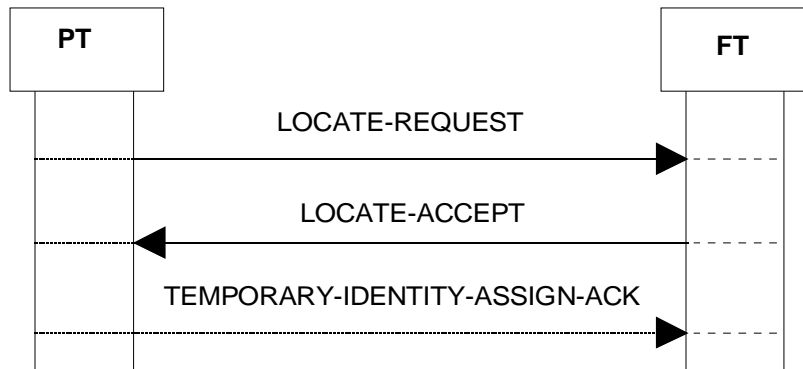 PT
FT
LOCATE-REQUEST
LOCATE-ACCEPT
TEMPORARY-IDENTITY-ASSIGN-ACK